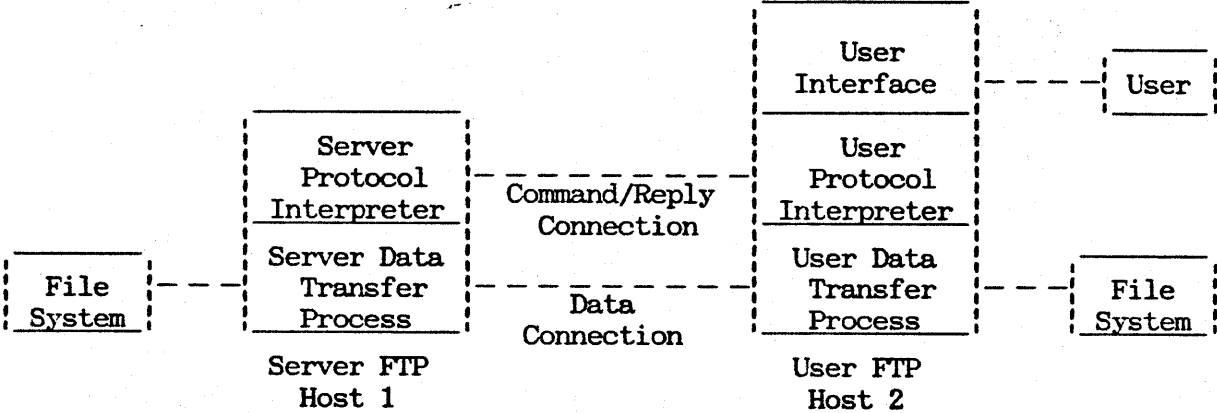 User
Interface
User
Server
Protocol
Interpreter
Command/Reply
Connection
User
Protocol
Interpreter
File
System
Server Data
Transfer
Process
Data
Connection
User Data
Transfer
Process
File
System
Server FTP
Host 1
User FTP
Host 2